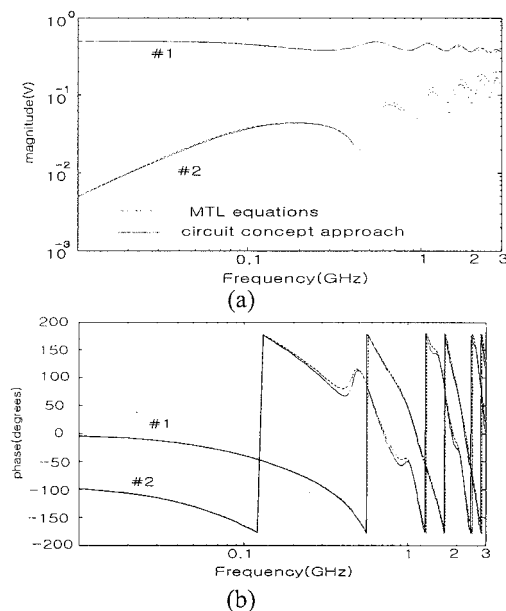 10⁰
#1
10⁻¹
magnitude(V)
10⁻²
#2
MTL equations
circuit concept approach
10⁻³
0.1 1 2 3
Frequency(GHz)
(a)
200
150
100
50
0
−50
−100
−150
−200
phase(degrees)
#1
#2
0.1 1 2 3
Frequency(GHz)
(b)